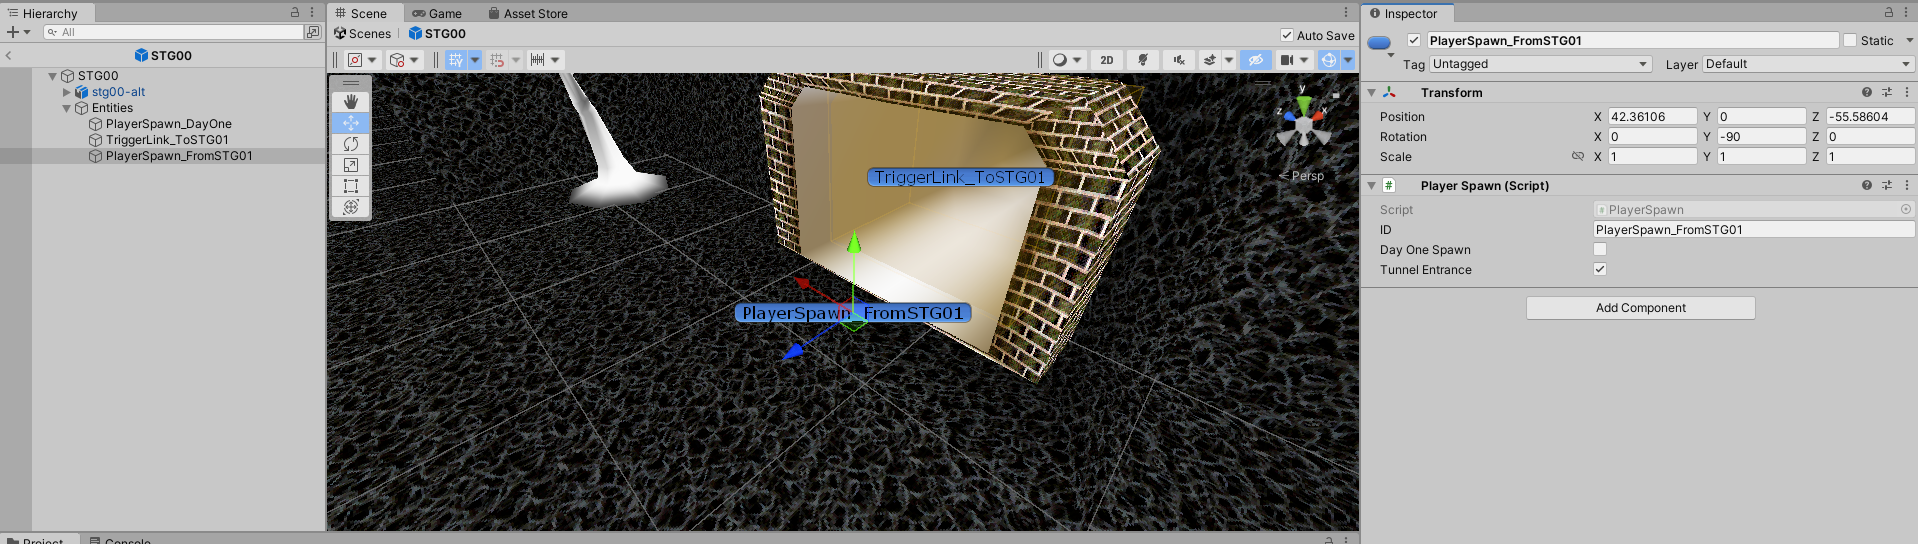 Hierarchy
All
STG00
STG00
stg00-alt
Entities
PlayerSpawn_DayOne
TriggerLink_ToSTG01
PlayerSpawn_FromSTG01
Scene
Game
Asset Store
Scenes
STG00
Auto Save
2D
y
x
z
Persp
TriggerLink_ToSTG01
PlayerSpawn_FromSTG01
Inspector
PlayerSpawn_FromSTG01
Static
Tag Untagged
Layer Default
Transform
Position X 42.36106 Y 0 Z -55.58604
Rotation X 0 Y -90 Z 0
Scale X 1 Y 1 Z 1
# Player Spawn (Script)
Script PlayerSpawn
ID PlayerSpawn_FromSTG01
Day One Spawn
Tunnel Entrance
Add Component
Project
Console